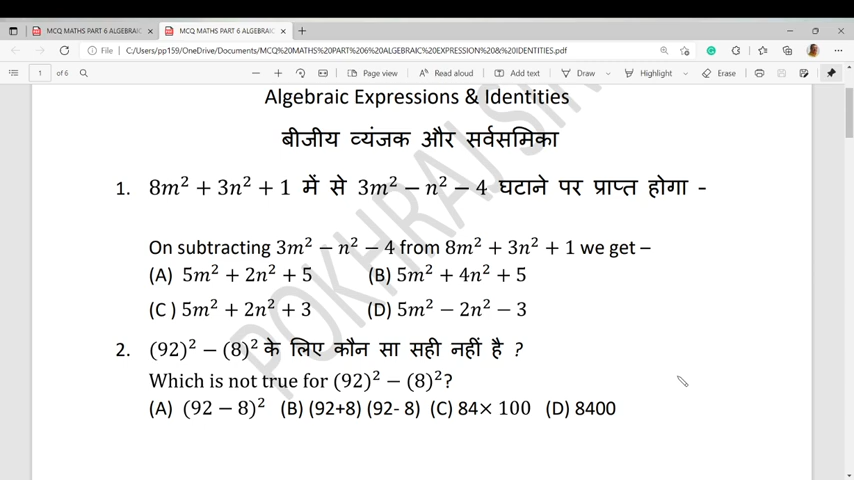 MCQ MATHS PART 6 ALGEBRAIC
MCQ MATHS PART 6 ALGEBRAIC
File | C:/Users/pp159/OneDrive/Documents/MCQ%20MATHS%20PART%206%20ALGEBRAIC%20EXPRESSION%20&%20IDENTITIES.pdf
1 of 6 Page view Read aloud Add text Draw Highlight Erase
Algebraic Expressions & Identities
बीजीय व्यंजक और सर्वसमिका
1. 8m² + 3n² + 1 में से 3m² − n² − 4 घटाने पर प्राप्त होगा -
On subtracting 3m² − n² − 4 from 8m² + 3n² + 1 we get –
(A) 5m² + 2n² + 5 (B) 5m² + 4n² + 5
(C ) 5m² + 2n² + 3 (D) 5m² − 2n² − 3
2. (92)² − (8)² के लिए कौन सा सही नहीं है ?
Which is not true for (92)² − (8)²?
(A) (92 − 8)² (B) (92+8) (92- 8) (C) 84× 100 (D) 8400
POKHRAJ